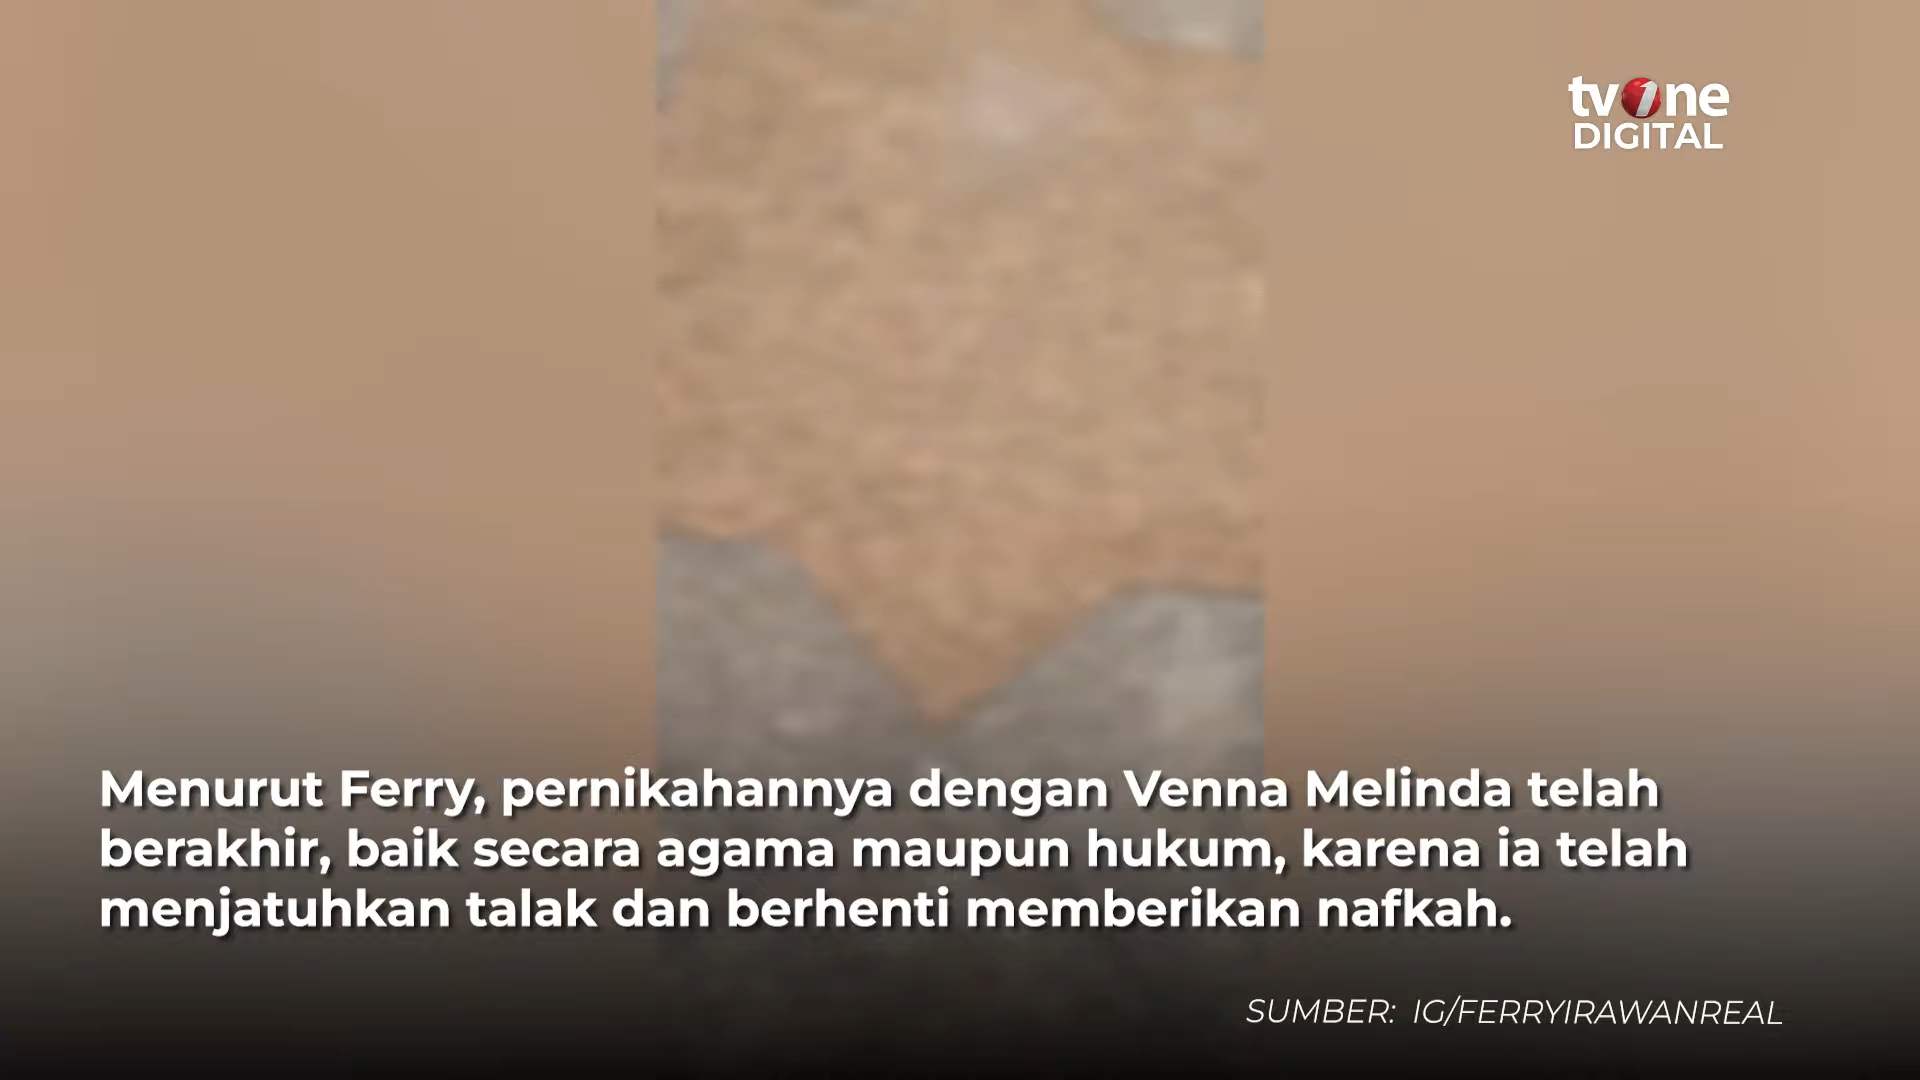 tvOne
DIGITAL
Menurut Ferry, pernikahannya dengan Venna Melinda telah
berakhir, baik secara agama maupun hukum, karena ia telah
menjatuhkan talak dan berhenti memberikan nafkah.
SUMBER: IG/FERRYIRAWANREAL